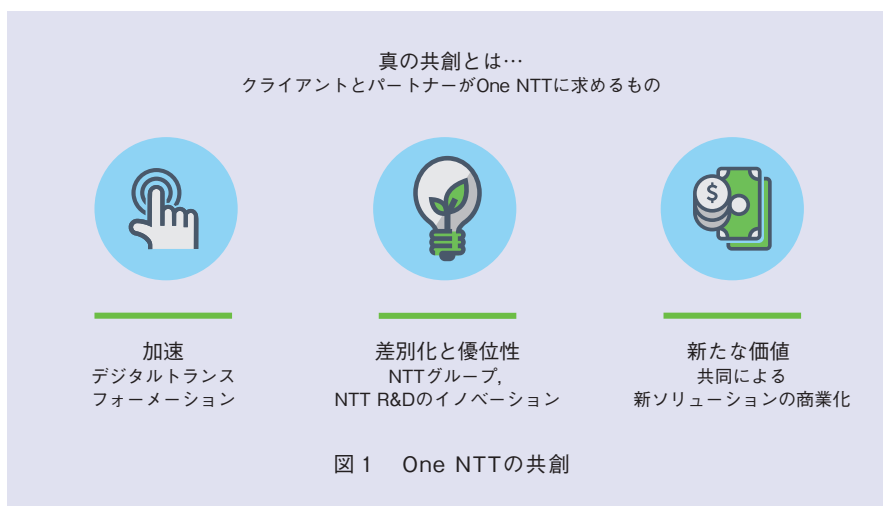 真の共創とは…
クライアントとパートナーがOne NTTに求めるもの
$
加速
デジタルトランス
フォーメーション
差別化と優位性
NTTグループ,
NTT R&Dのイノベーション
新たな価値
共同による
新ソリューションの商業化
図1 One NTTの共創